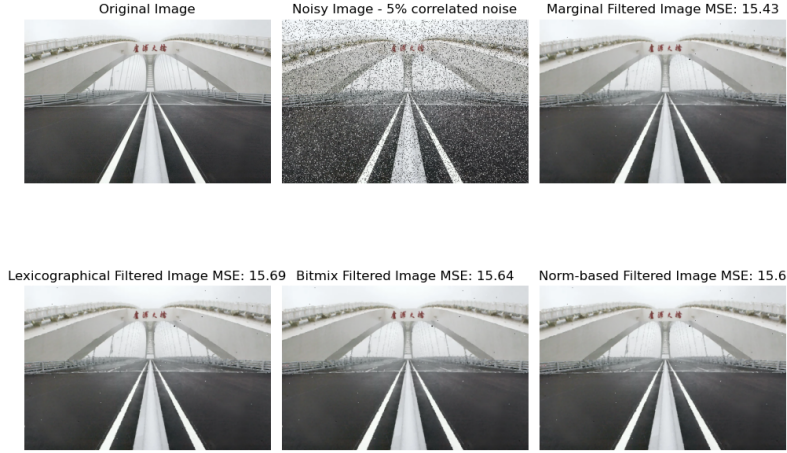 Original Image
Noisy Image - 5% correlated noise
Marginal Filtered Image MSE: 15.43
Lexicographical Filtered Image MSE: 15.69
Bitmix Filtered Image MSE: 15.64
Norm-based Filtered Image MSE: 15.6